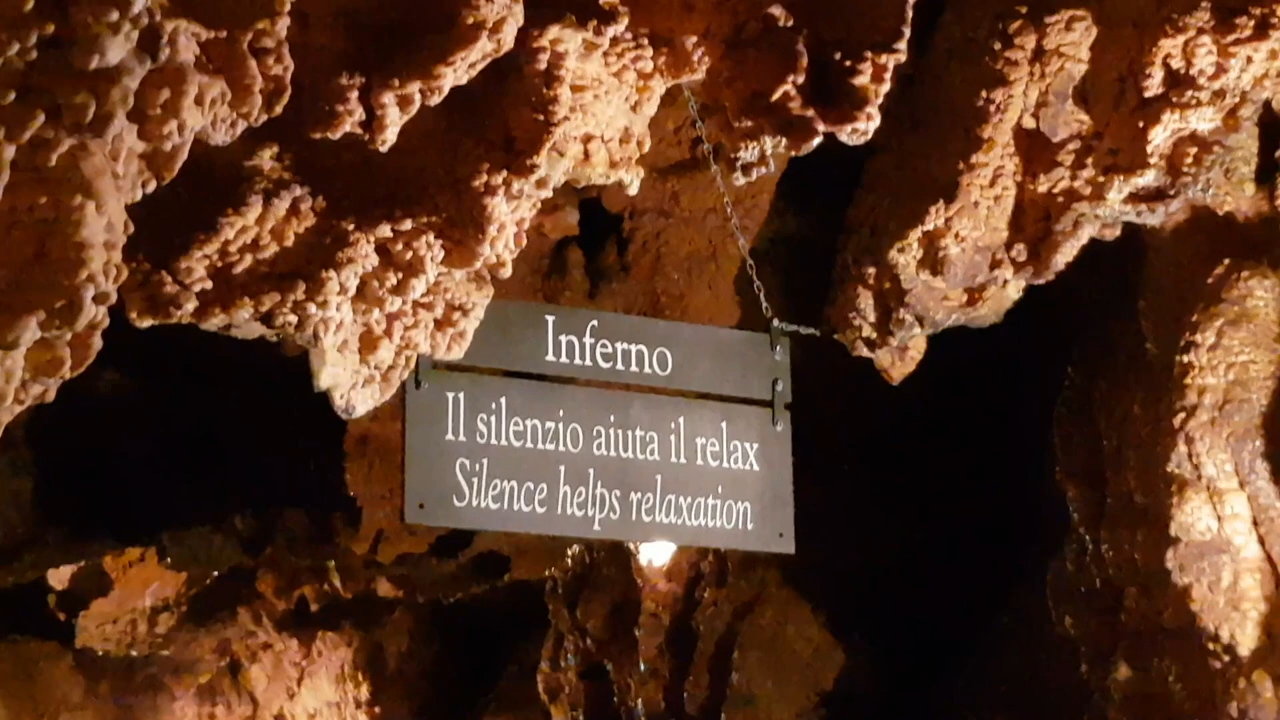 Inferno
Il silenzio aiuta il relax
Silence helps relaxation